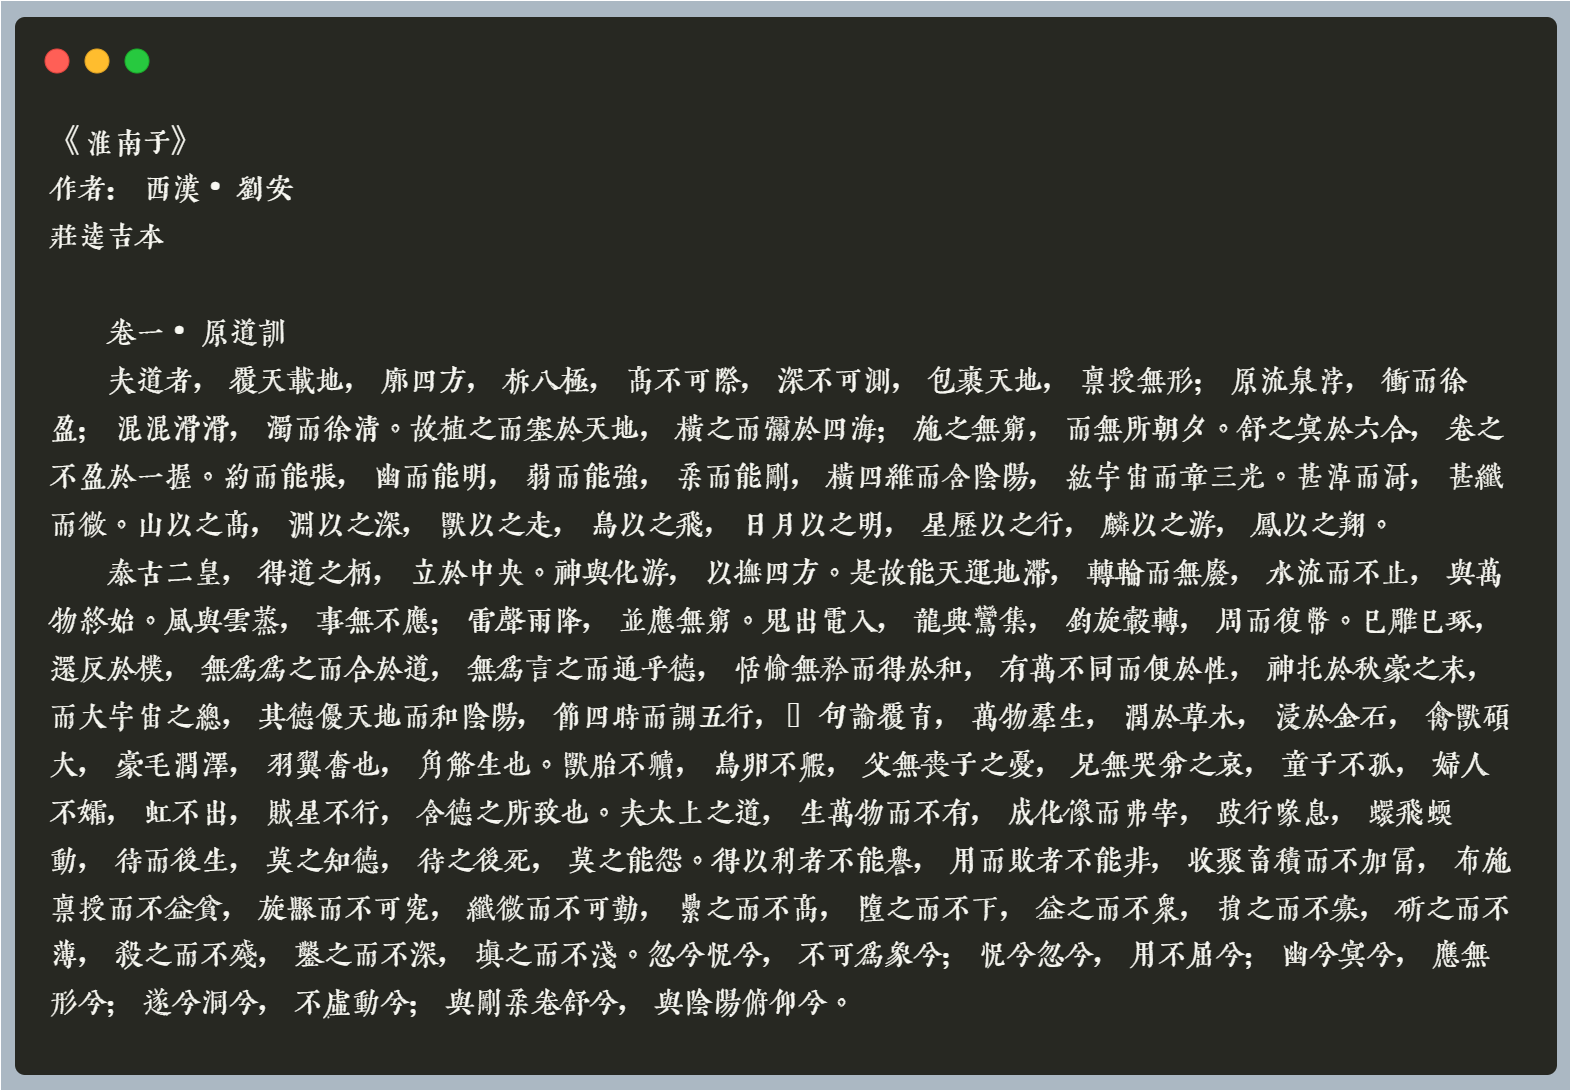 《淮南子》
作者： 西漢• 劉安
莊逵吉本
卷一• 原道訓
夫道者， 覆天載地， 廓四方， 柝八極， 高不可際， 深不可測， 包裹天地， 禀授無形； 原流泉浡， 衝而徐
盈； 混混滑滑， 濁而徐清。故植之而塞於天地， 橫之而彌於四海； 施之無窮， 而無所朝夕。舒之冥於六合， 卷之
不盈於一握。約而能張， 幽而能明， 弱而能強， 柔而能剛， 橫四維而含陰陽， 紘宇宙而章三光。甚淖而滒， 甚纖
而微。山以之高， 淵以之深， 獸以之走， 鳥以之飛， 日月以之明， 星歷以之行， 麟以之游， 鳳以之翔。
泰古二皇， 得道之柄， 立於中央。神與化游， 以撫四方。是故能天運地滯， 轉輪而無廢， 水流而不止， 與萬
物終始。風與雲蒸， 事無不應； 雷聲雨降， 並應無窮。鬼出電入， 龍興鸞集， 鈞旋轂轉， 周而復幣。已雕已琢，
還反於樸， 無為為之而合於道， 無為言之而通乎德， 恬愉無矜而得於和， 有萬不同而便於性， 神托於秋豪之末，
而大宇宙之總， 其德優天地而和陰陽， 節四時而調五行， 句諭覆育， 萬物羣生， 潤於草木， 浸於金石， 禽獸碩
大， 豪毛潤澤， 羽翼奮也， 角觡生也。獸胎不贕， 鳥卵不毈， 父無喪子之憂， 兄無哭弟之哀， 童子不孤， 婦人
不孀， 虹不出， 賊星不行， 含德之所致也。夫太上之道， 生萬物而不有， 成化像而弗宰， 跂行喙息， 蠉飛蝡
動， 待而後生， 莫之知德， 待之後死， 莫之能怨。得以利者不能譽， 用而敗者不能非， 收聚畜積而不加富， 布施
禀授而不益貧， 旋縣而不可究， 纖微而不可勤， 纍之而不高， 墮之而不下， 益之而不衆， 損之而不寡， 斫之而不
薄， 殺之而不殘， 鑿之而不深， 填之而不淺。忽兮怳兮， 不可為象兮； 怳兮忽兮， 用不屈兮； 幽兮冥兮， 應無
形兮； 遂兮洞兮， 不虛動兮； 與剛柔卷舒兮， 與陰陽俯仰兮。